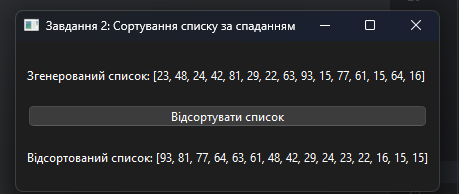 Завдання 2: Сортування списку за спаданням
Згенерований список: [23, 48, 24, 42, 81, 29, 22, 63, 93, 15, 77, 61, 15, 64, 16]
Відсортувати список
Відсортований список: [93, 81, 77, 64, 63, 61, 48, 42, 29, 24, 23, 22, 16, 15, 15]